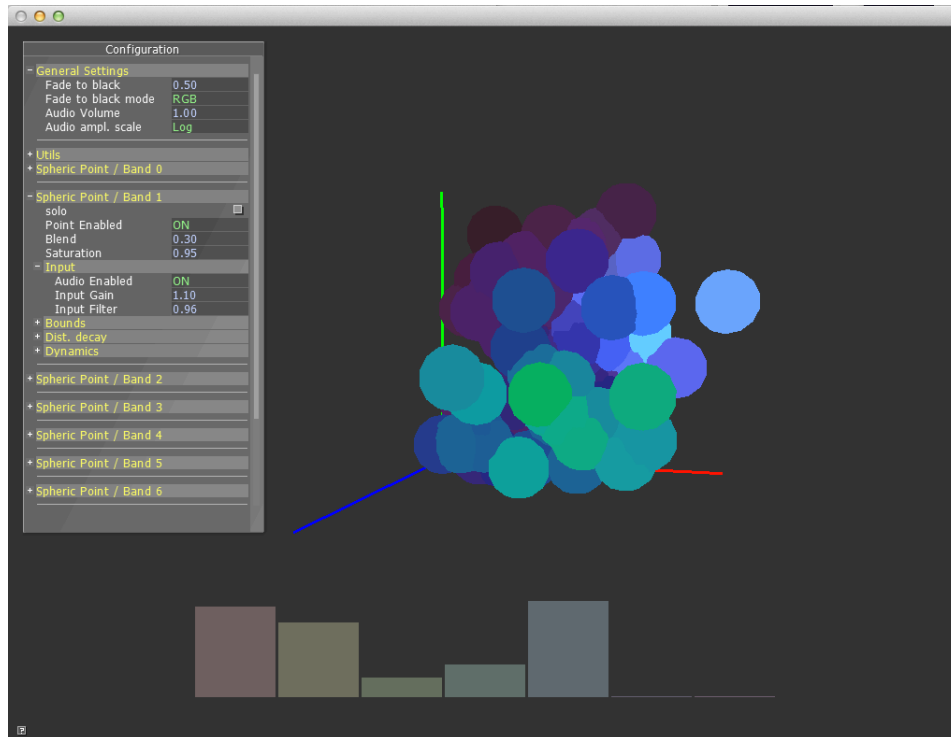 Configuration
- General Settings
Fade to black 0.50
Fade to black mode RGB
Audio Volume 1.00
Audio ampl. scale Log
+ Utils
+ Spheric Point / Band 0
- Spheric Point / Band 1
solo
Point Enabled ON
Blend 0.30
Saturation 0.95
- Input
Audio Enabled ON
Input Gain 1.10
Input Filter 0.96
+ Bounds
+ Dist. decay
+ Dynamics
+ Spheric Point / Band 2
+ Spheric Point / Band 3
+ Spheric Point / Band 4
+ Spheric Point / Band 5
+ Spheric Point / Band 6
?